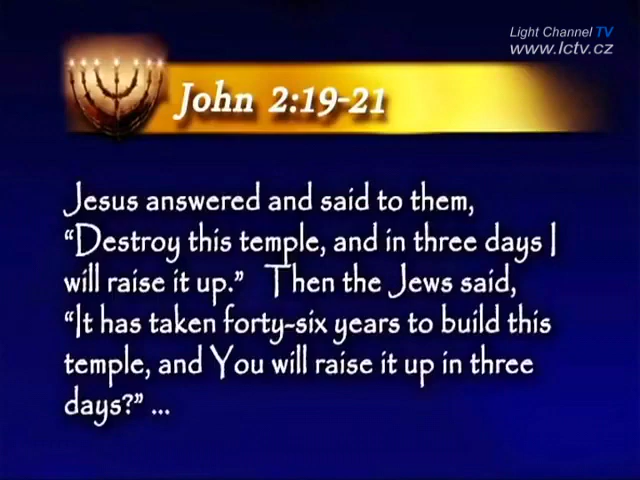 Light Channel TV
www.lctv.cz
John 2:19-21
Jesus answered and said to them,
“Destroy this temple, and in three days I
will raise it up.” Then the Jews said,
“It has taken forty-six years to build this
temple, and You will raise it up in three
days?” ...